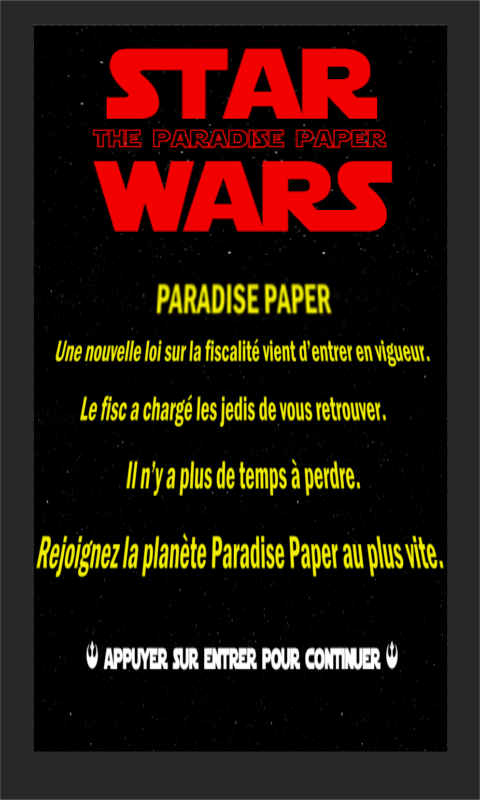 STAR
THE PARADISE PAPER
WARS
PARADISE PAPER
Une nouvelle loi sur la fiscalité vient d'entrer en vigueur.
Le fisc a chargé les jedis de vous retrouver.
Il n'y a plus de temps à perdre.
Rejoignez la planète Paradise Paper au plus vite.
APPUYER SUR ENTRER POUR CONTINUER